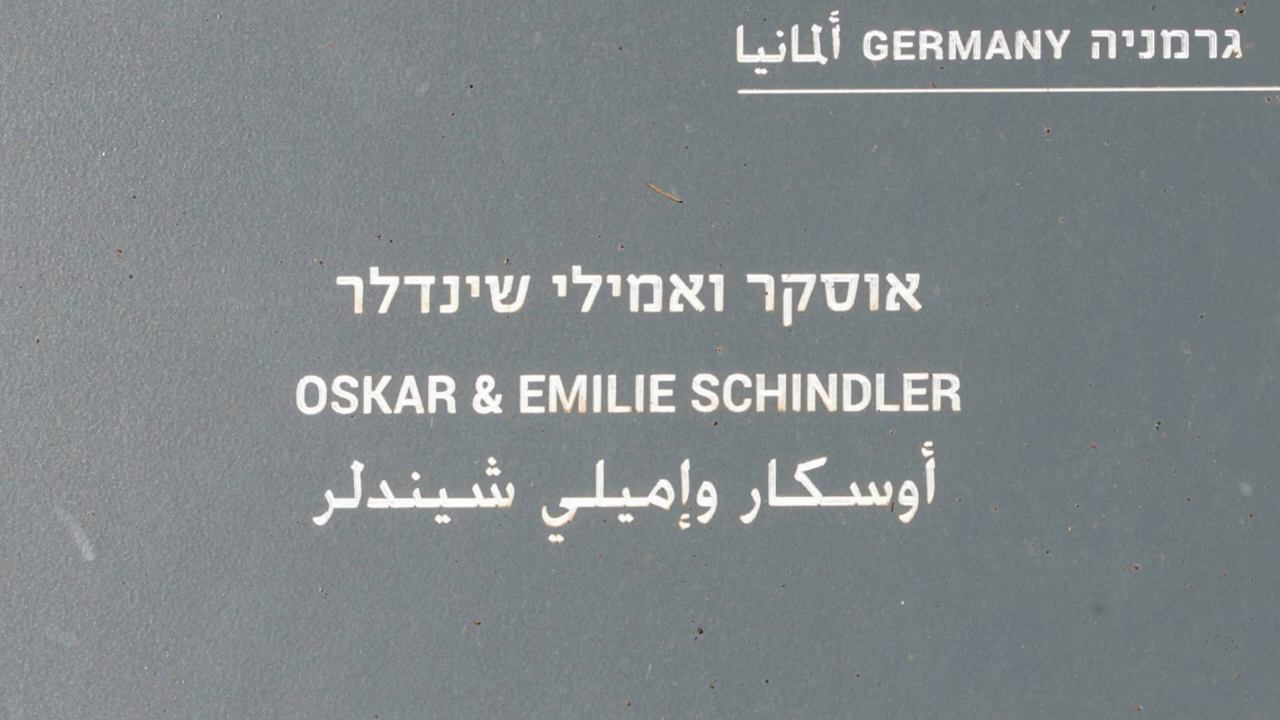 גרמניה GERMANY ألمانيا
אוסקר ואמילי שינדלר
OSKAR & EMILIE SCHINDLER
أوسكار وإميلي شيندلر